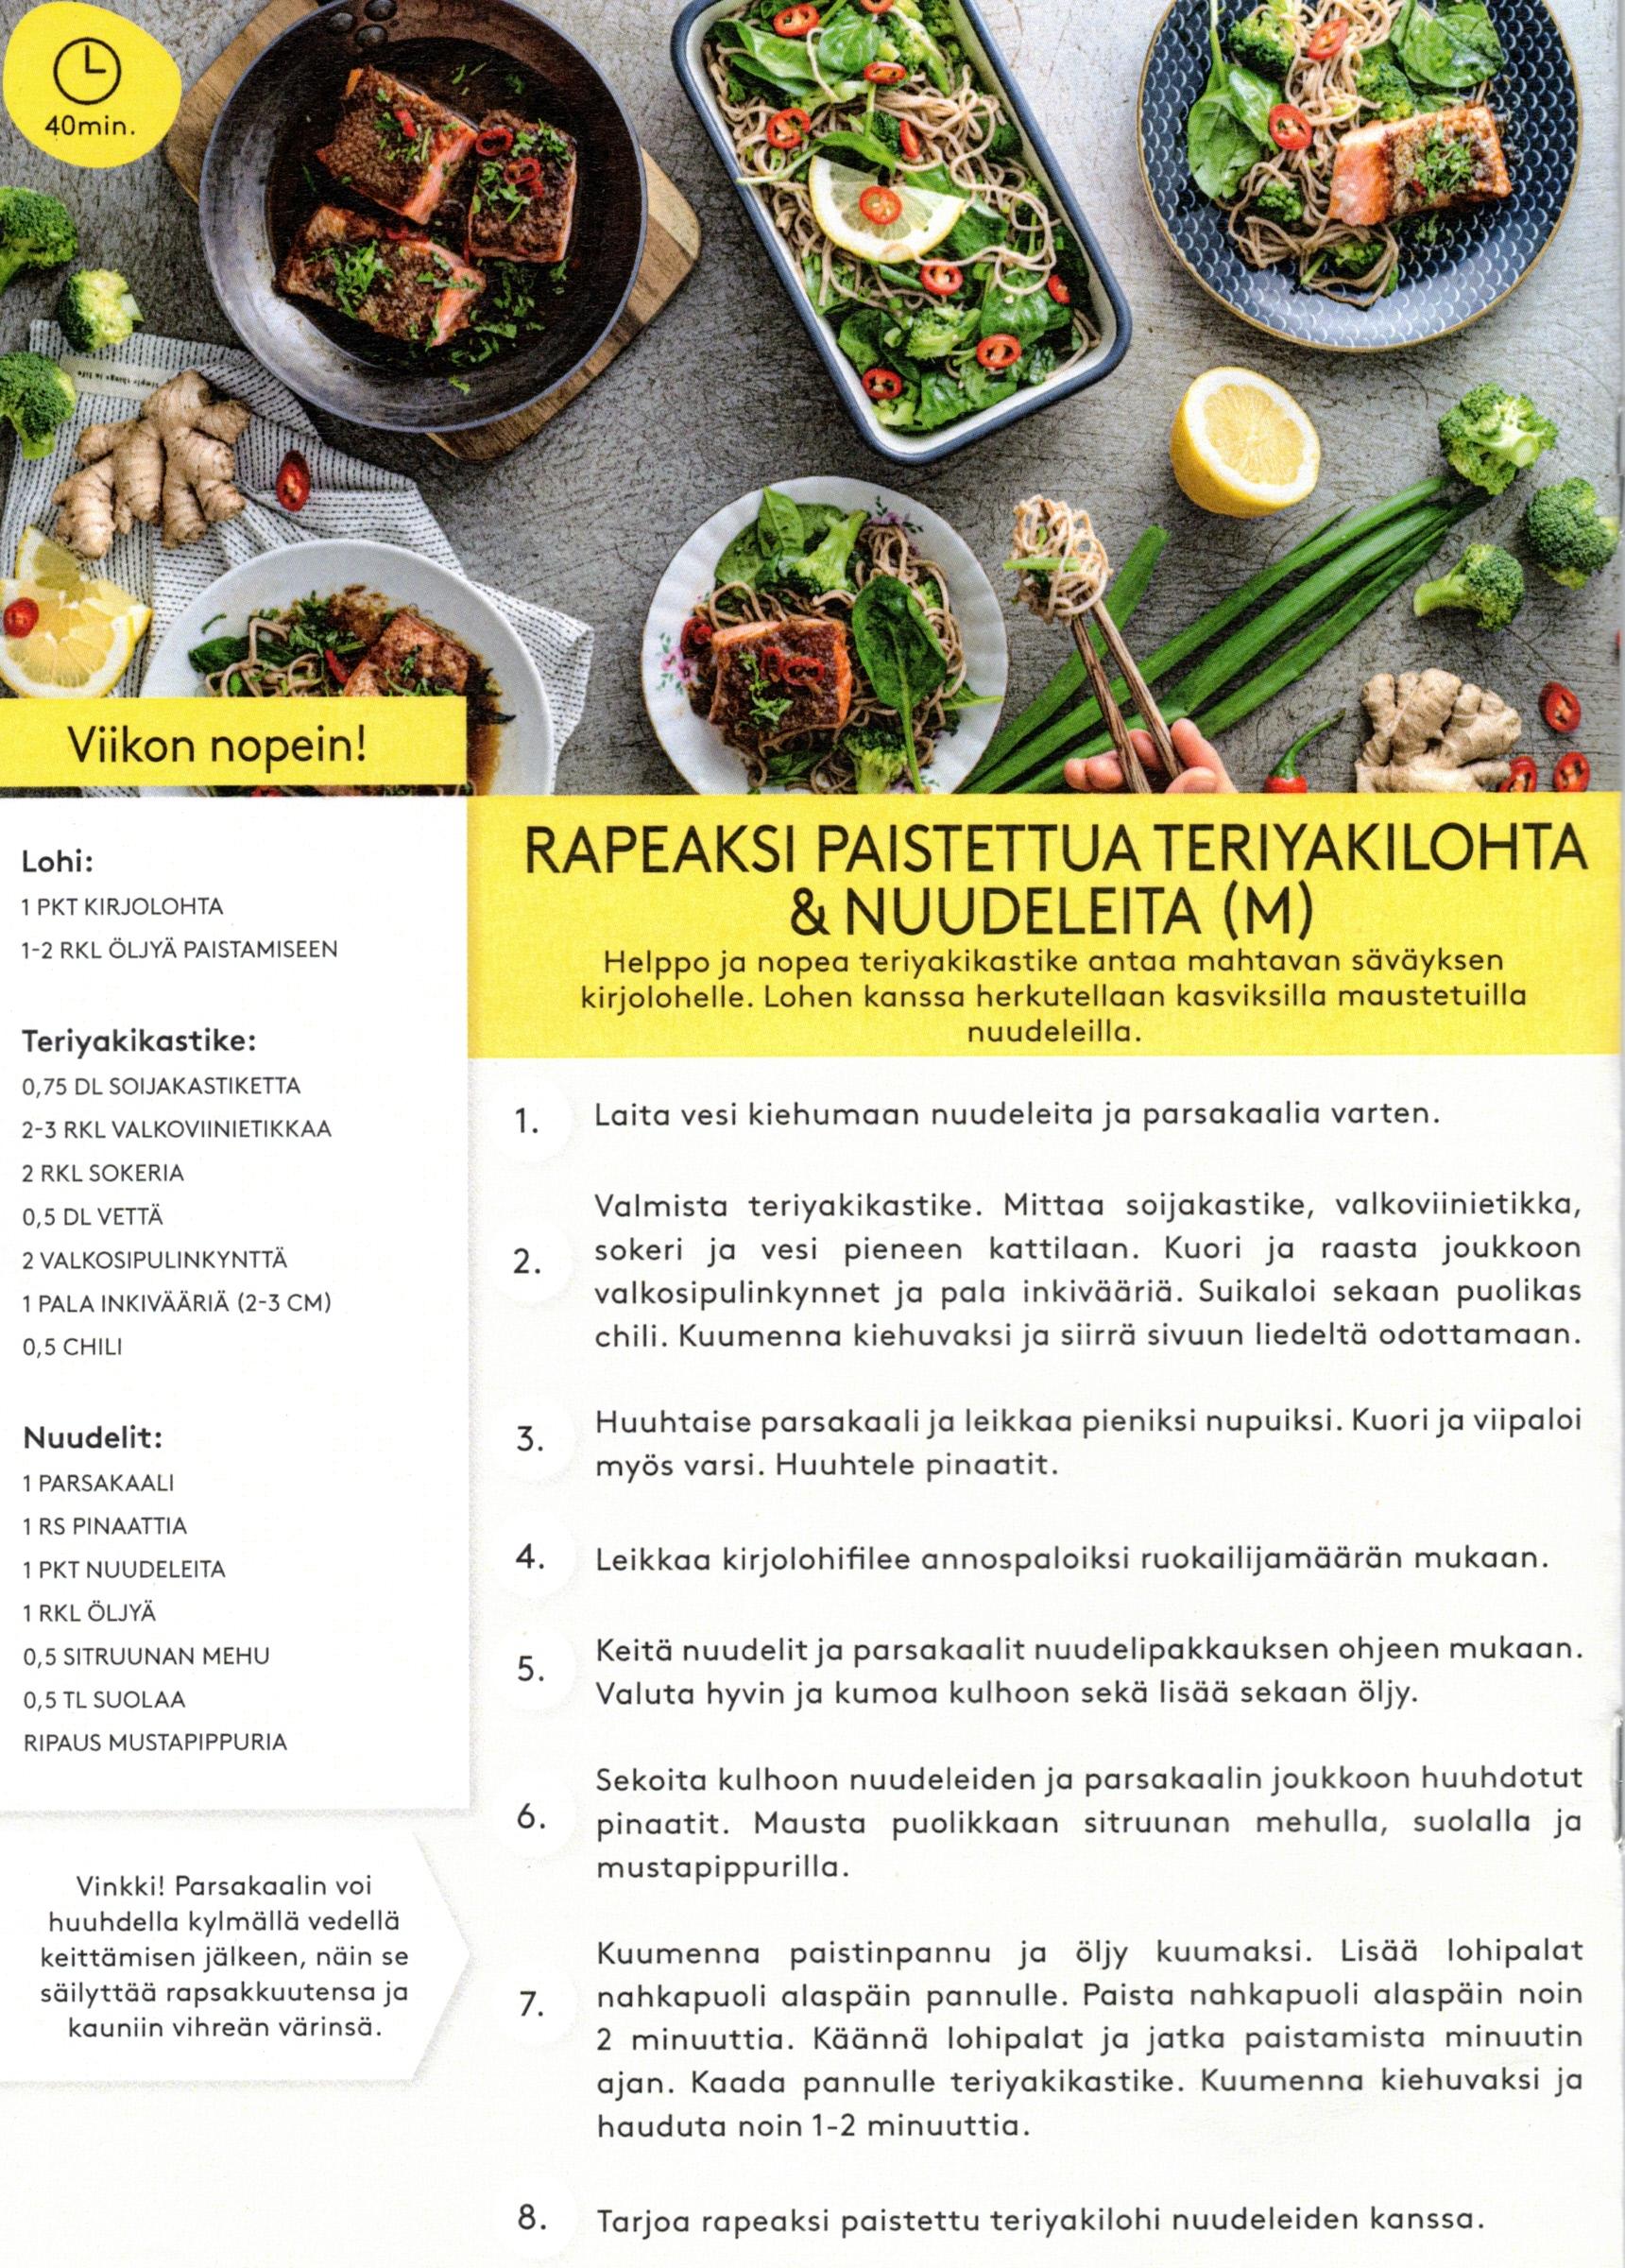 40min.
Viikon nopein!
Lohi:
1 PKT KIRJOLOHTA
1-2 RKL ÖLJYÄ PAISTAMISEEN
Teriyakikastike:
0,75 DL SOIJAKASTIKETTA
2-3 RKL VALKOVIINIETIKKAA
2 RKL SOKERIA
0,5 DL VETTÄ
2 VALKOSIPULINKYNTTÄ
1 PALA INKIVÄÄRIÄ (2-3 CM)
0,5 CHILI
Nuudelit:
1 PARSAKAALI
1 RS PINAATTIA
1 PKT NUUDELEITA
1 RKL ÖLJYÄ
0,5 SITRUUNAN MEHU
0,5 TL SUOLAA
RIPAUS MUSTAPIPPURIA
Vinkki! Parsakaalin voi
huuhdella kylmällä vedellä
keittämisen jälkeen, näin se
säilyttää rapsakkuutensa ja
kauniin vihreän värinsä.
RAPEAKSI PAISTETTUA TERIYAKILOHTA
& NUUDELEITA (M)
Helppo ja nopea teriyakikastike antaa mahtavan säväyksen
kirjolohelle. Lohen kanssa herkutellaan kasviksilla maustetuilla
nuudeleilla.
1. Laita vesi kiehumaan nuudeleita ja parsakaalia varten.
2. Valmista teriyakikastike. Mittaa soijakastike, valkoviinietikka,
sokeri ja vesi pieneen kattilaan. Kuori ja raasta joukkoon
valkosipulinkynnet ja pala inkivääriä. Suikaloi sekaan puolikas
chili. Kuumenna kiehuvaksi ja siirrä sivuun liedeltä odottamaan.
3. Huuhtaise parsakaali ja leikkaa pieniksi nupuiksi. Kuori ja viipaloi
myös varsi. Huuhtele pinaatit.
4. Leikkaa kirjolohifilee annospaloiksi ruokailijamäärän mukaan.
5. Keitä nuudelit ja parsakaalit nuudelipakkauksen ohjeen mukaan.
Valuta hyvin ja kumoa kulhoon sekä lisää sekaan öljy.
6. Sekoita kulhoon nuudeleiden ja parsakaalin joukkoon huuhdotut
pinaatit. Mausta puolikkaan sitruunan mehulla, suolalla ja
mustapippurilla.
7. Kuumenna paistinpannu ja öljy kuumaksi. Lisää lohipalat
nahkapuoli alaspäin pannulle. Paista nahkapuoli alaspäin noin
2 minuuttia. Käännä lohipalat ja jatka paistamista minuutin
ajan. Kaada pannulle teriyakikastike. Kuumenna kiehuvaksi ja
hauduta noin 1-2 minuuttia.
8. Tarjoa rapeaksi paistettu teriyakilohi nuudeleiden kanssa.